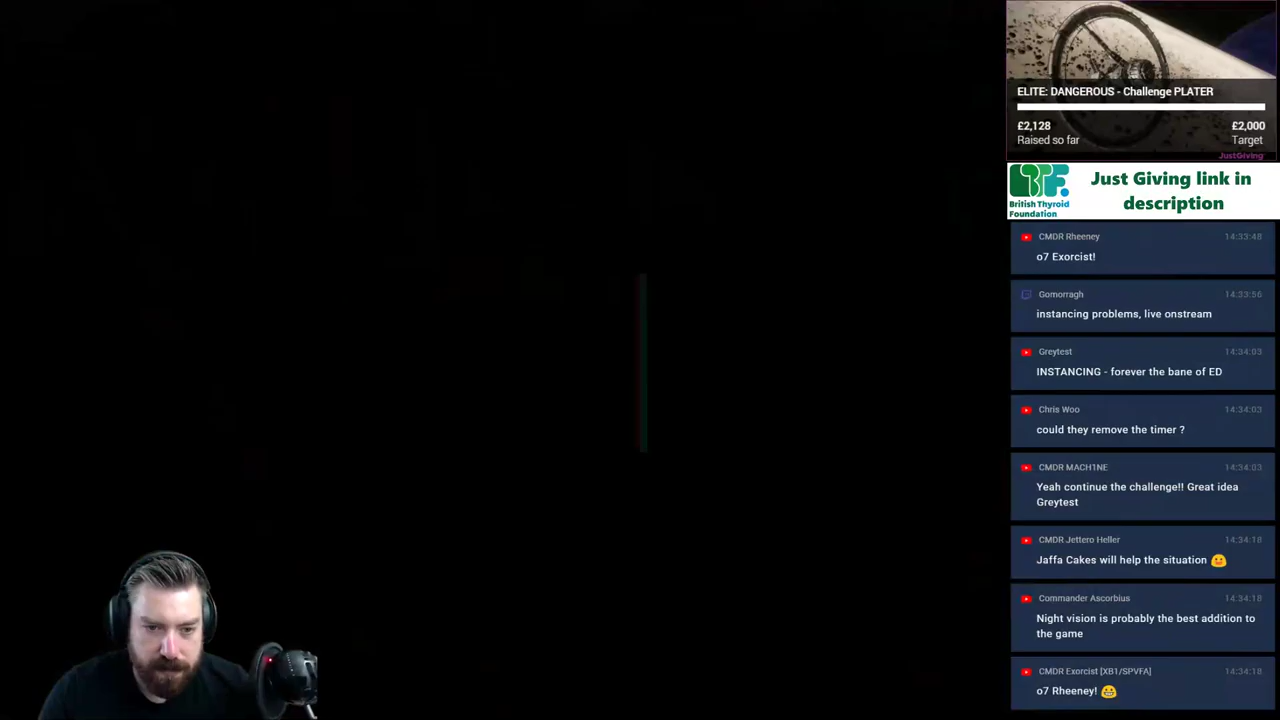 ELITE: DANGEROUS - Challenge PLATER
£2,128 £2,000
Raised so far Target
JustGiving
BTF
British Thyroid
Foundation
Just Giving link in
description
CMDR Rheeney 14:33:48
o7 Exorcist!
Gomorragh 14:33:56
instancing problems, live onstream
Greytest 14:34:03
INSTANCING - forever the bane of ED
Chris Woo 14:34:03
could they remove the timer ?
CMDR MACH1NE 14:34:03
Yeah continue the challenge!! Great idea
Greytest
CMDR Jettero Heller 14:34:18
Jaffa Cakes will help the situation 😛
Commander Ascorbius 14:34:18
Night vision is probably the best addition to
the game
CMDR Exorcist [XB1/SPVFA] 14:34:18
o7 Rheeney! 😁